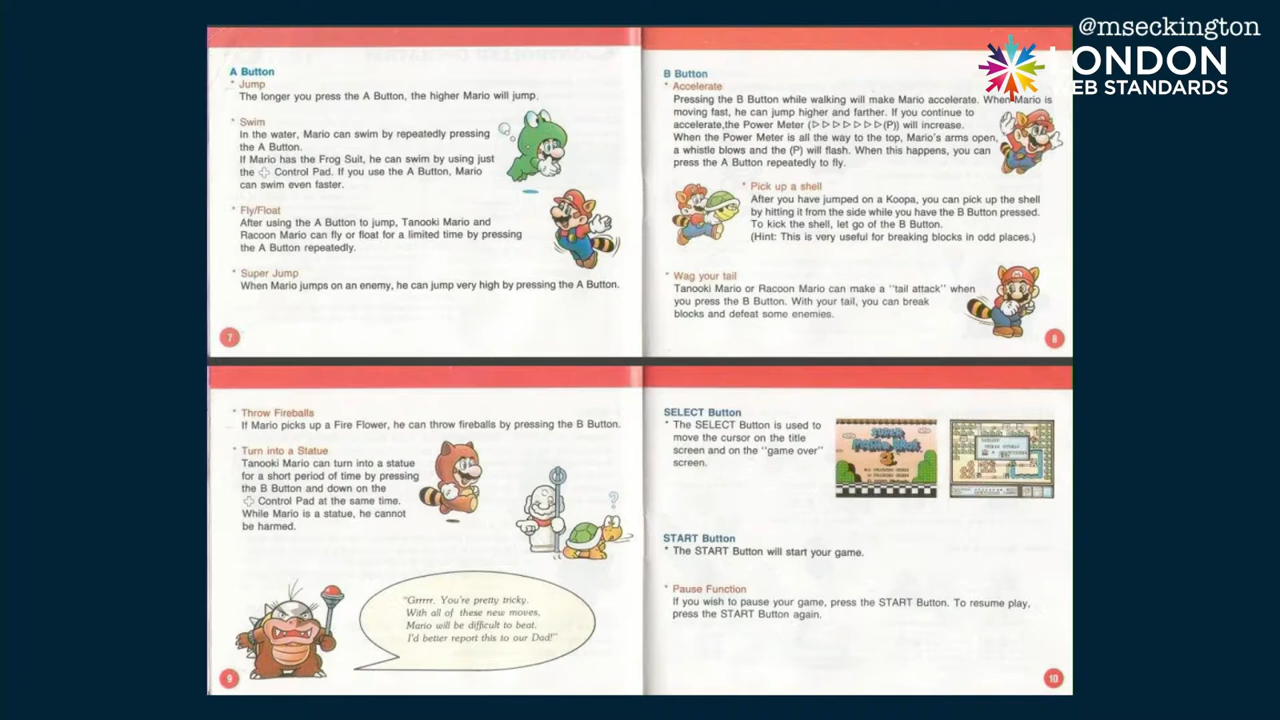 @mseckington
LONDON
WEB STANDARDS
A Button
* Jump
The longer you press the A Button, the higher Mario will jump.
* Swim
In the water, Mario can swim by repeatedly pressing
the A Button.
If Mario has the Frog Suit, he can swim by using just
the Control Pad. If you use the A Button, Mario
can swim even faster.
* Fly/Float
After using the A Button to jump, Tanooki Mario and
Racoon Mario can fly or float for a limited time by pressing
the A Button repeatedly.
* Super Jump
When Mario jumps on an enemy, he can jump very high by pressing the A Button.
7
B Button
* Accelerate
Pressing the B Button while walking will make Mario accelerate. When Mario is
moving fast, he can jump higher and farther. If you continue to
accelerate,the Power Meter (▷▷▷▷▷▷(P)) will increase.
When the Power Meter is all the way to the top, Mario's arms open,
a whistle blows and the (P) will flash. When this happens, you can
press the A Button repeatedly to fly.
* Pick up a shell
After you have jumped on a Koopa, you can pick up the shell
by hitting it from the side while you have the B Button pressed.
To kick the shell, let go of the B Button.
(Hint: This is very useful for breaking blocks in odd places.)
* Wag your tail
Tanooki Mario or Racoon Mario can make a "tail attack" when
you press the B Button. With your tail, you can break
blocks and defeat some enemies.
8
* Throw Fireballs
If Mario picks up a Fire Flower, he can throw fireballs by pressing the B Button.
* Turn into a Statue
Tanooki Mario can turn into a statue
for a short period of time by pressing
the B Button and down on the
Control Pad at the same time.
While Mario is a statue, he cannot
be harmed.
?
"Grrrrr. You're pretty tricky.
With all of these new moves,
Mario will be difficult to beat.
I'd better report this to our Dad!"
9
SELECT Button
* The SELECT Button is used to
move the cursor on the title
screen and on the "game over"
screen.
SUPER
MARIO BROS.
3
START Button
* The START Button will start your game.
* Pause Function
If you wish to pause your game, press the START Button. To resume play,
press the START Button again.
10